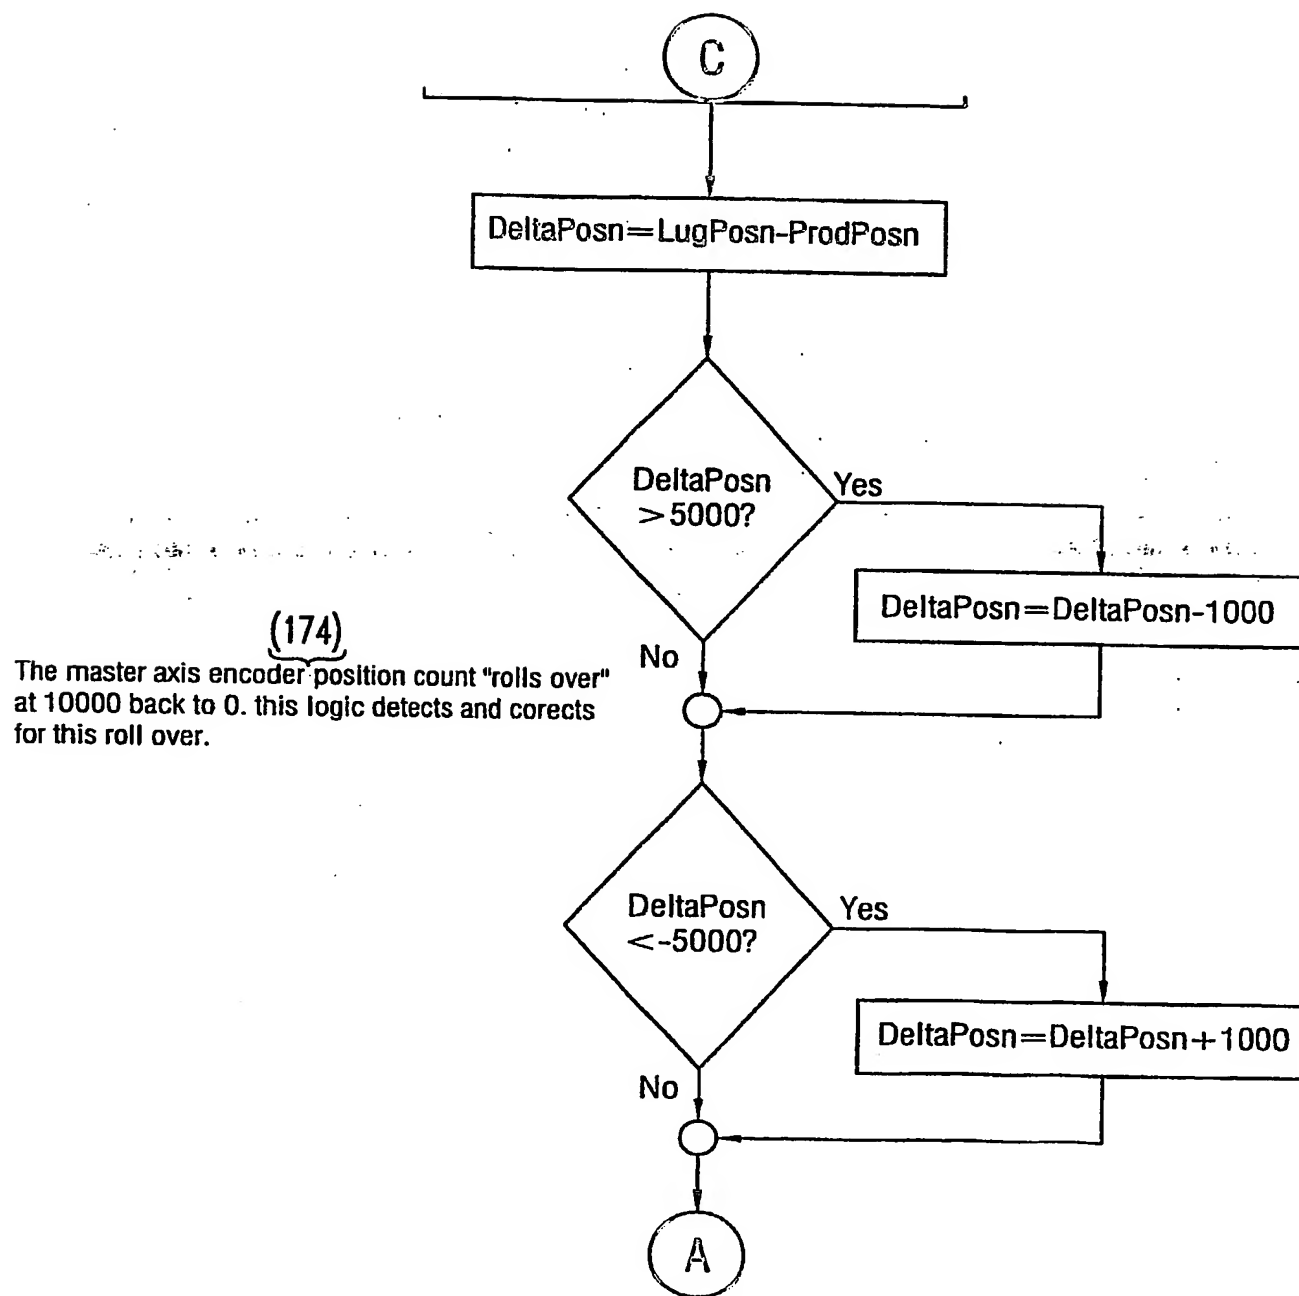 C
DeltaPosn=LugPosn-ProdPosn
DeltaPosn
>5000?
Yes
DeltaPosn=DeltaPosn-1000
No
(174)
The master axis encoder position count "rolls over"
at 10000 back to 0. this logic detects and corects
for this roll over.
DeltaPosn
<-5000?
Yes
DeltaPosn=DeltaPosn+1000
No
A